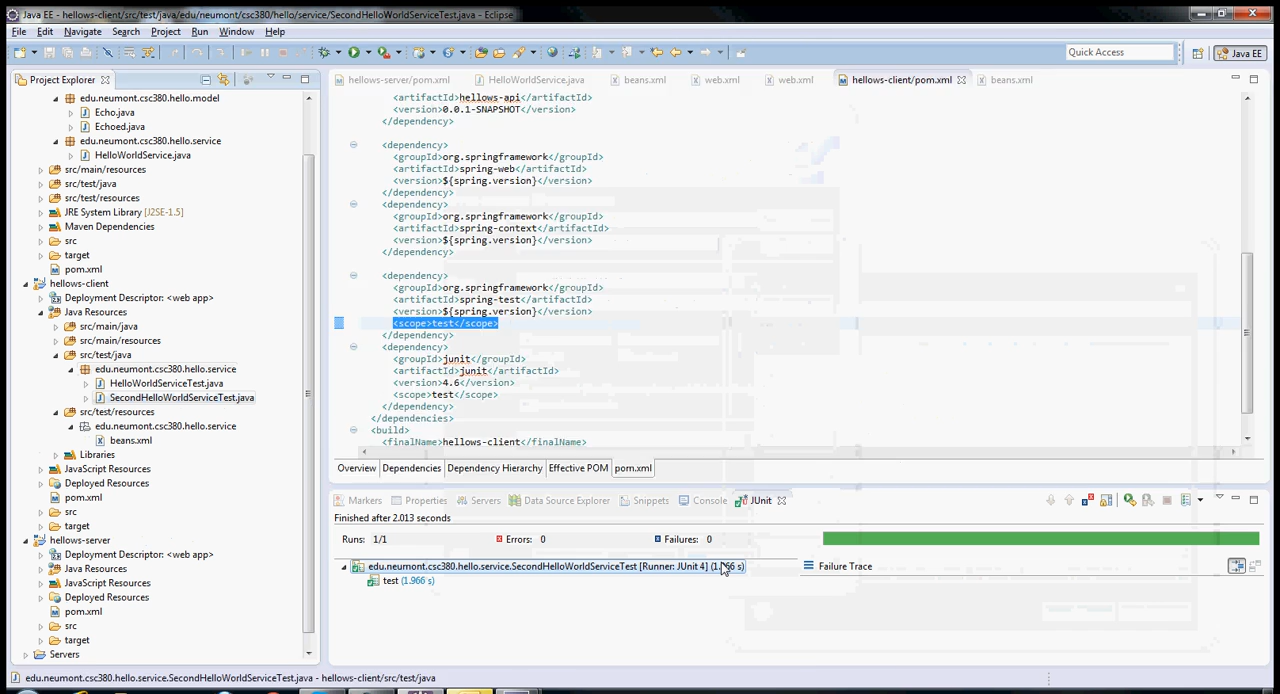 Java EE - hellows-client/src/test/java/edu/neumont/csc380/hello/service/SecondHelloWorldServiceTest.java - Eclipse
File Edit Navigate Search Project Run Window Help
Quick Access
Java EE
Project Explorer
edu.neumont.csc380.hello.model
Echo.java
Echoed.java
edu.neumont.csc380.hello.service
HelloWorldService.java
src/main/resources
src/test/java
src/test/resources
JRE System Library [J2SE-1.5]
Maven Dependencies
src
test
pom.xml
hellows-client
Deployment Descriptor: <web app>
Java Resources
src/main/java
src/main/resources
src/test/java
edu.neumont.csc380.hello.service
HelloWorldServiceTest.java
SecondHelloWorldServiceTest.java
src/test/resources
edu.neumont.csc380.hello.service
beans.xml
Libraries
JavaScript Resources
Deployed Resources
pom.xml
src
target
hellows-server
Deployment Descriptor: <web app>
Java Resources
JavaScript Resources
Deployed Resources
pom.xml
src
target
Servers
hellows-server/pom.xml HelloWorldService.java beans.xml web.xml web.xml hellows-client/pom.xml beans.xml
<artifactId>hellows-api</artifactId>
<version>0.0.1-SNAPSHOT</version>
</dependency>
<dependency>
<groupId>org.springframework</groupId>
<artifactId>spring-web</artifactId>
<version>${spring.version}</version>
</dependency>
<dependency>
<groupId>org.springframework</groupId>
<artifactId>spring-context</artifactId>
<version>${spring.version}</version>
</dependency>
<dependency>
<groupId>org.springframework</groupId>
<artifactId>spring-test</artifactId>
<version>${spring.version}</version>
<scope>test</scope>
</dependency>
<dependency>
<groupId>junit</groupId>
<artifactId>junit</artifactId>
<version>4.6</version>
<scope>test</scope>
</dependency>
</dependencies>
<build>
<finalName>hellows-client</finalName>
Overview Dependencies Dependency Hierarchy Effective POM pom.xml
Markers Properties Servers Data Source Explorer Snippets Console JUnit
Finished after 2.013 seconds
Runs: 1/1 Errors: 0 Failures: 0
edu.neumont.csc380.hello.service.SecondHelloWorldServiceTest [Runner: JUnit 4] (1.966 s)
test (1.966 s)
Failure Trace
edu.neumont.csc380.hello.service.SecondHelloWorldServiceTest.java - hellows-client/src/test/java